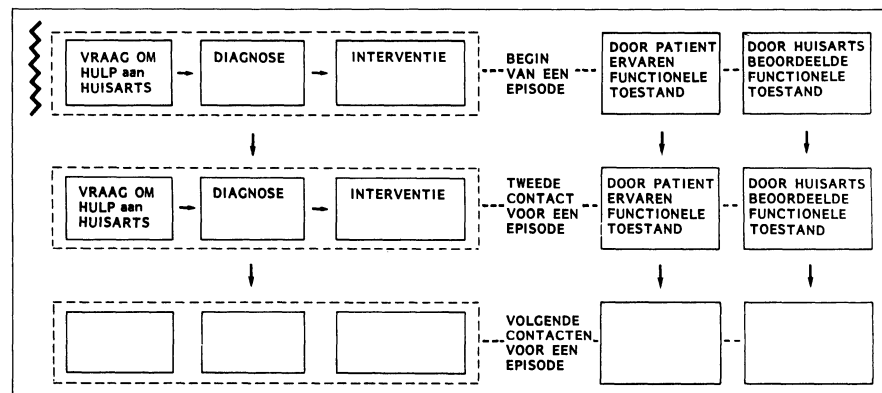 VRAAG OM
HULP aan
HUISARTS
DIAGNOSE
INTERVENTIE
BEGIN
VAN EEN
EPISODE
DOOR PATIENT
ERVAREN
FUNCTIONELE
TOESTAND
DOOR HUISARTS
BEOORDEELDE
FUNCTIONELE
TOESTAND
VRAAG OM
HULP aan
HUISARTS
DIAGNOSE
INTERVENTIE
TWEEDE
CONTACT
VOOR EEN
EPISODE
DOOR PATIENT
ERVAREN
FUNCTIONELE
TOESTAND
DOOR HUISARTS
BEOORDEELDE
FUNCTIONELE
TOESTAND
VOLGENDE
CONTACTEN
VOOR EEN
EPISODE